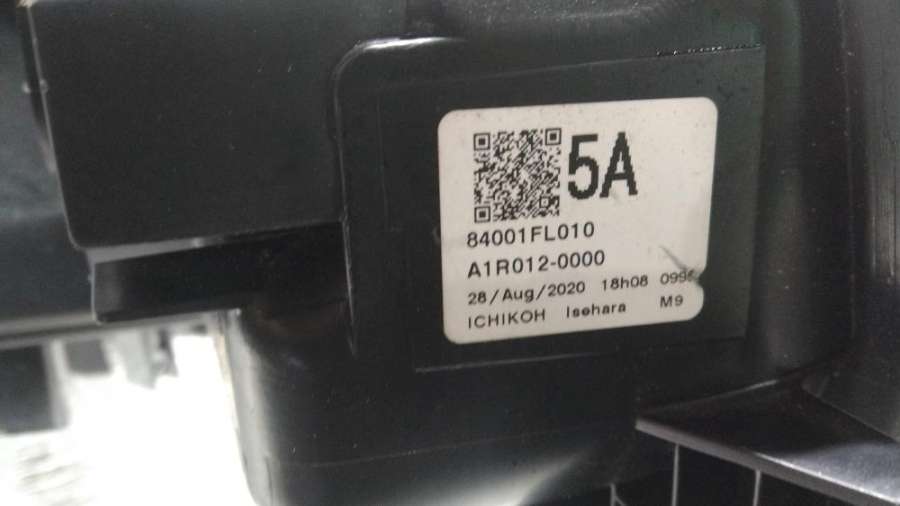 5A
84001FL010
A1R012-0000
28/Aug/2020 18h08
ICHIKOH Isehara M9